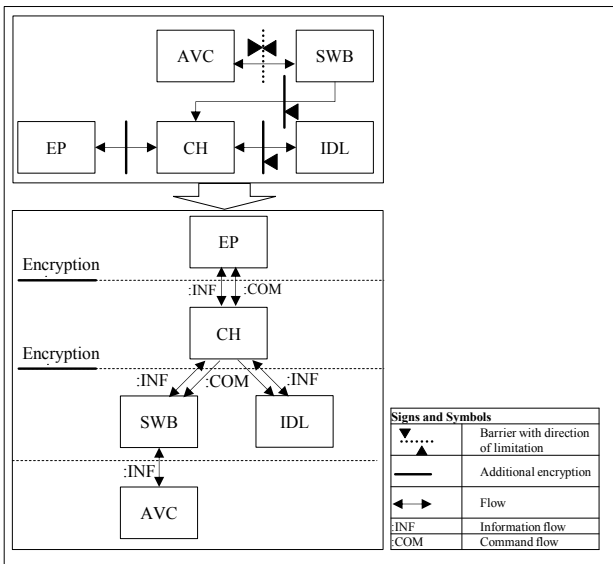 AVC SWB
EP CH IDL
EP
Encryption
:INF :COM
CH
Encryption
:INF :COM :INF
SWB IDL
:INF
AVC
Signs and Symbols
Barrier with direction
of limitation
Additional encryption
Flow
:INF Information flow
:COM Command flow